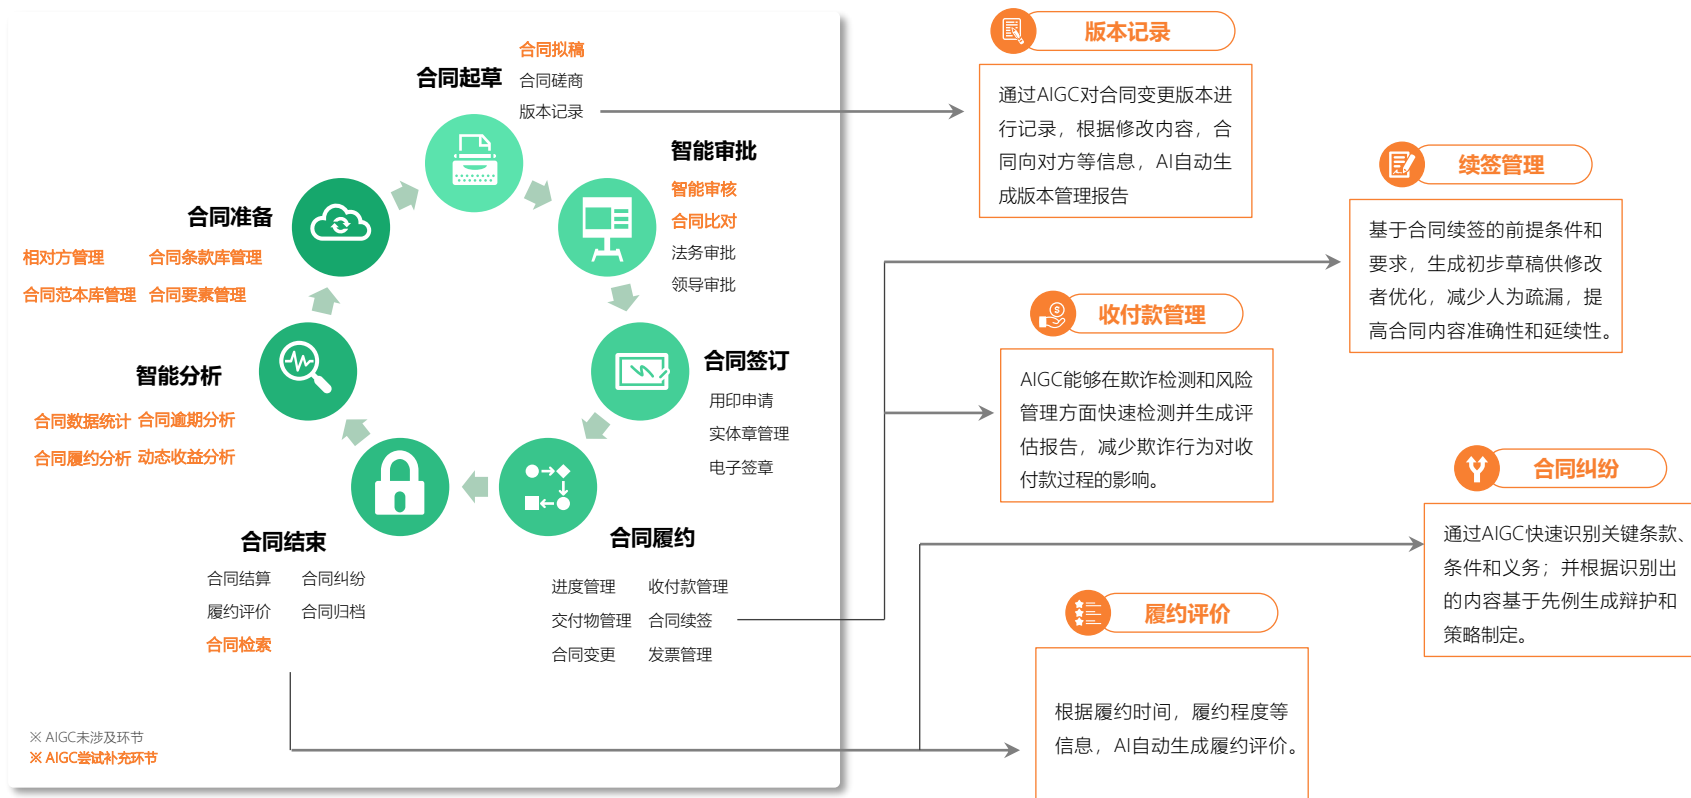 合同起草
合同拟稿
合同磋商
版本记录
智能审批
智能审核
合同比对
法务审批
领导审批
合同签订
用印申请
实体章管理
电子签章
合同履约
进度管理 收付款管理
交付物管理 合同续签
合同变更 发票管理
合同结束
合同结算 合同纠纷
履约评价 合同归档
合同检索
智能分析
合同数据统计 合同逾期分析
合同履约分析 动态收益分析
合同准备
相对方管理 合同条款库管理
合同范本库管理 合同要素管理
※ AIGC未涉及环节
※ AIGC尝试补充环节
版本记录
通过AIGC对合同变更版本进
行记录，根据修改内容，合
同向对方等信息，AI自动生
成版本管理报告
续签管理
基于合同续签的前提条件和
要求，生成初步草稿供修改
者优化，减少人为疏漏，提
高合同内容准确性和延续性。
收付款管理
AIGC能够在欺诈检测和风险
管理方面快速检测并生成评
估报告，减少欺诈行为对收
付款过程的影响。
合同纠纷
通过AIGC快速识别关键条款、
条件和义务；并根据识别出
的内容基于先例生成辩护和
策略制定。
履约评价
根据履约时间，履约程度等
信息，AI自动生成履约评价。